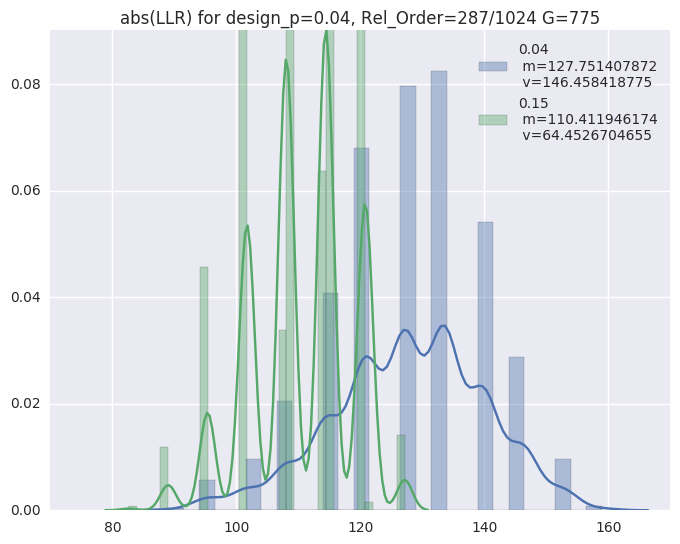 abs(LLR) for design_p=0.04, Rel_Order=287/1024 G=775
0.04
m=127.751407872
v=146.458418775
0.15
m=110.411946174
v=64.4526704655
0.08
0.06
0.04
0.02
0.00
80 100 120 140 160